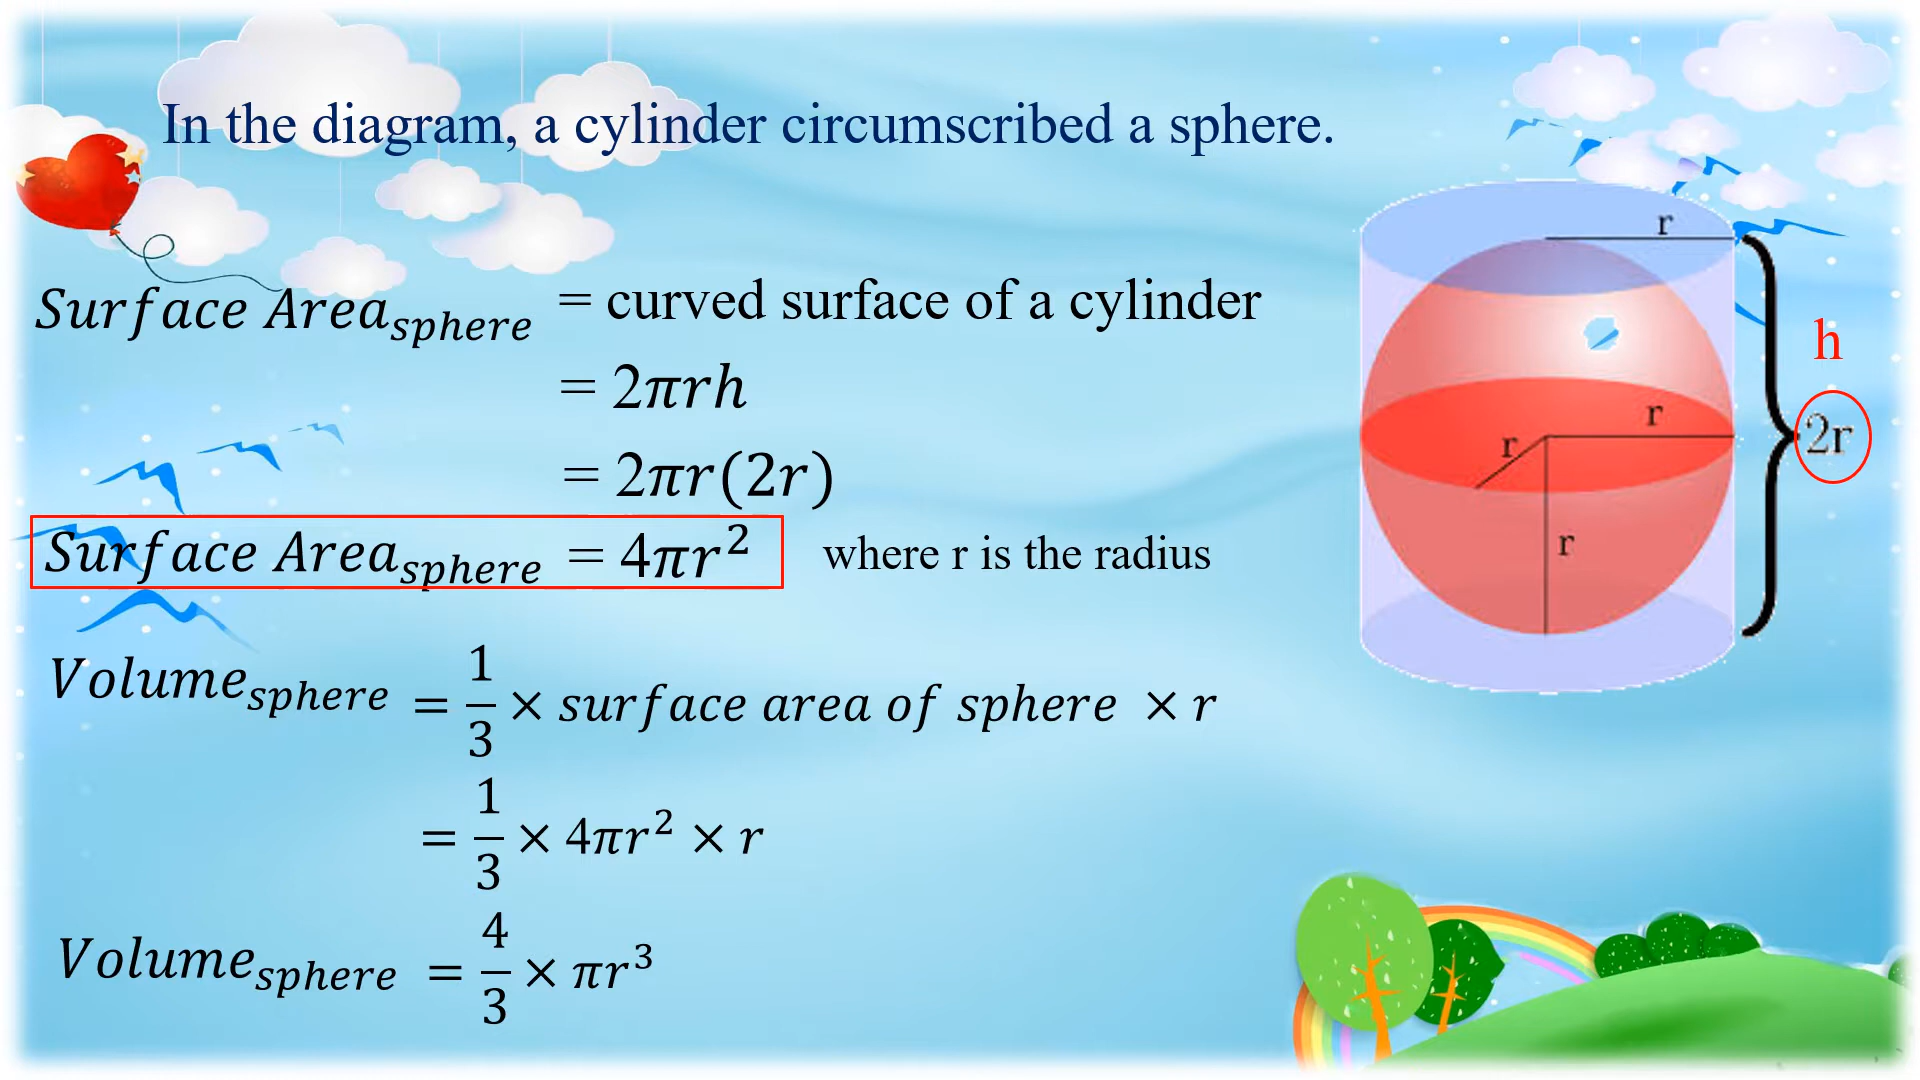 In the diagram, a cylinder circumscribed a sphere.
Surface Area_sphere = curved surface of a cylinder
= 2πrh
= 2πr(2r)
Surface Area_sphere = 4πr² where r is the radius
Volume_sphere = 1/3 × surface area of sphere × r
= 1/3 × 4πr² × r
Volume_sphere = 4/3 × πr³
r
h
2r
r
r
r